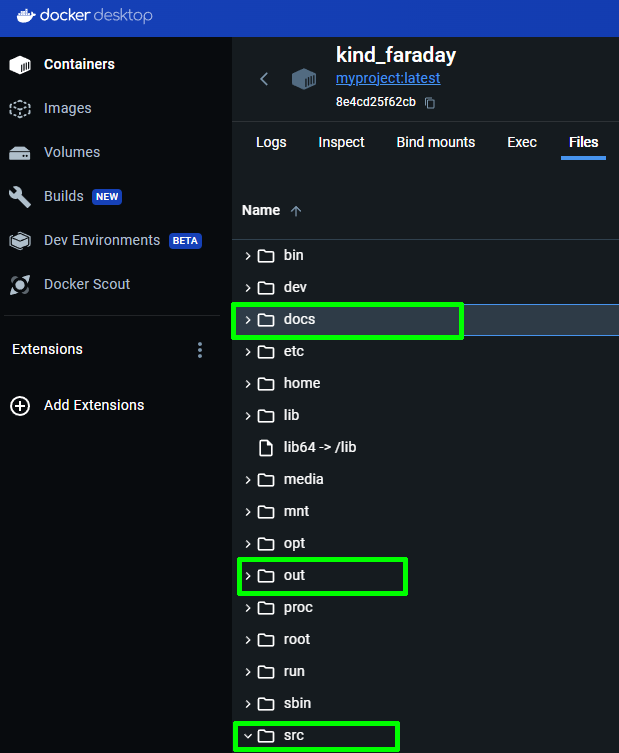 docker desktop
Containers
Images
Volumes
Builds NEW
Dev Environments BETA
Docker Scout
Extensions
Add Extensions
kind_faraday
myproject:latest
8e4cd25f62cb
Logs Inspect Bind mounts Exec Files
Name
bin
dev
docs
etc
home
lib
lib64 -> /lib
media
mnt
opt
out
proc
root
run
sbin
src